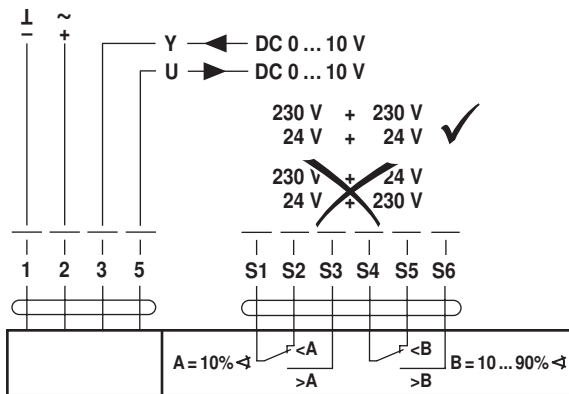 ⊥ ~
– +
Y DC 0 ... 10 V
U DC 0 ... 10 V
230 V + 230 V
24 V + 24 V
230 V + 24 V
24 V + 230 V
1 2 3 5 S1 S2 S3 S4 S5 S6
A = 10% ∢ <A <B B = 10 ... 90% ∢
>A >B